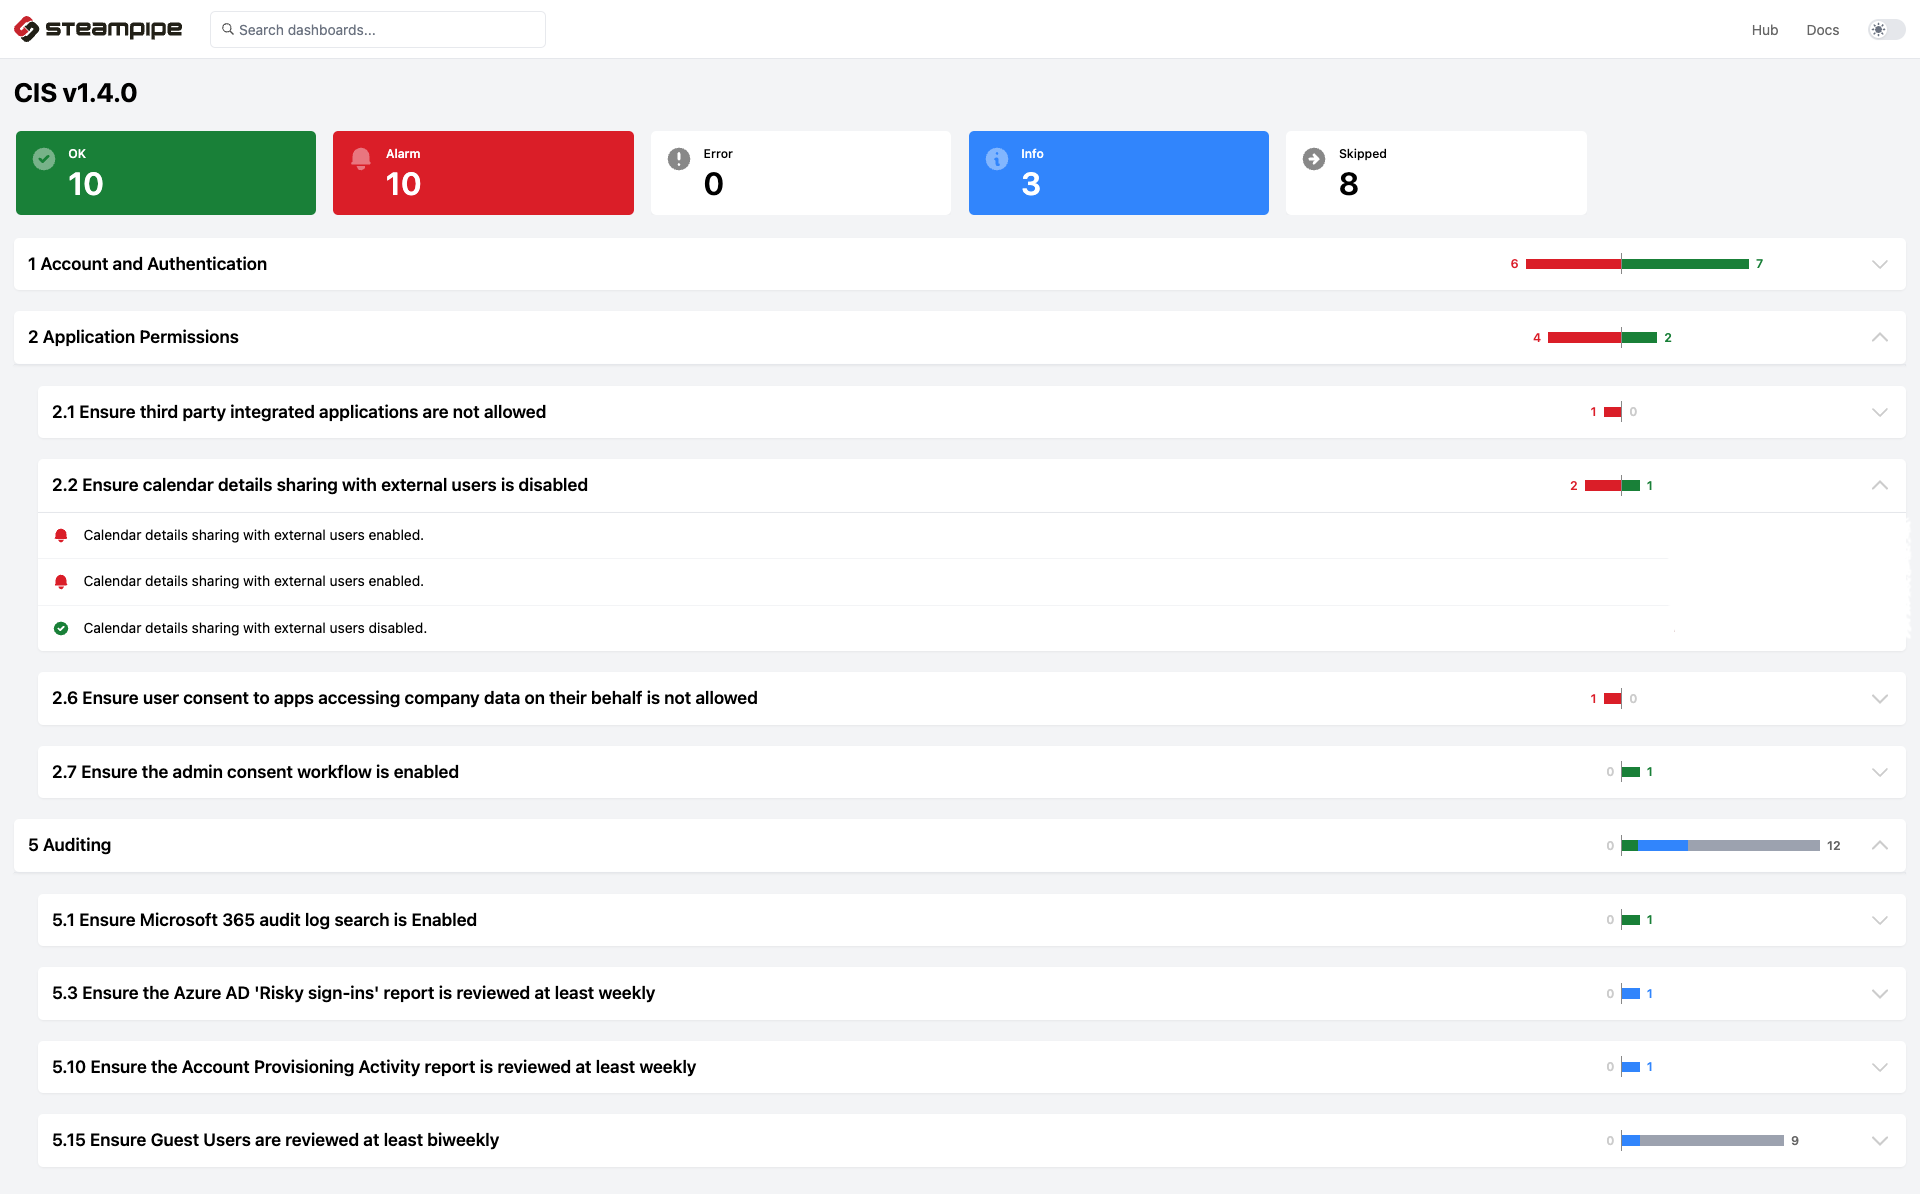 STEAMPIPE Search dashboards... Hub Docs
CIS v1.4.0
OK Alarm Error Info Skipped
10 10 0 3 8
1 Account and Authentication 6 7
2 Application Permissions 4 2
2.1 Ensure third party integrated applications are not allowed 1 0
2.2 Ensure calendar details sharing with external users is disabled 2 1
Calendar details sharing with external users enabled.
Calendar details sharing with external users enabled.
Calendar details sharing with external users disabled.
2.6 Ensure user consent to apps accessing company data on their behalf is not allowed 1 0
2.7 Ensure the admin consent workflow is enabled 0 1
5 Auditing 0 12
5.1 Ensure Microsoft 365 audit log search is Enabled 0 1
5.3 Ensure the Azure AD 'Risky sign-ins' report is reviewed at least weekly 0 1
5.10 Ensure the Account Provisioning Activity report is reviewed at least weekly 0 1
5.15 Ensure Guest Users are reviewed at least biweekly 0 9